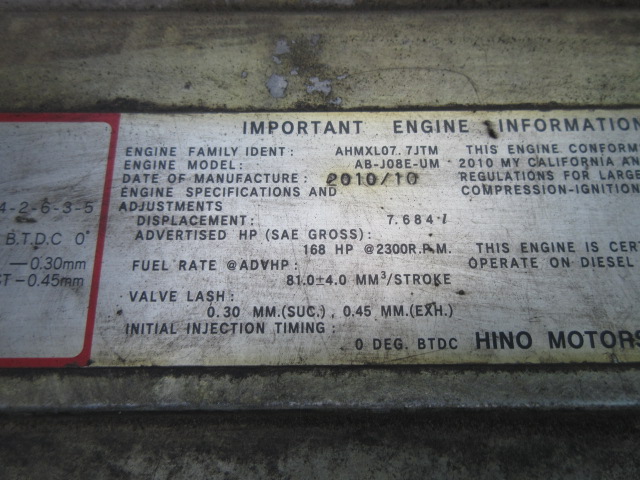 IMPORTANT ENGINE INFORMATION
ENGINE FAMILY IDENT: AHMXL07.7JTM
ENGINE MODEL: AB-J08E-UM
DATE OF MANUFACTURE: 2010/10
ENGINE SPECIFICATIONS AND
ADJUSTMENTS
DISPLACEMENT: 7.684 l
ADVERTISED HP (SAE GROSS):
168 HP @2300R.P.M.
FUEL RATE @ADVHP:
81.0±4.0 MM³/STROKE
VALVE LASH:
0.30 MM.(SUC.), 0.45 MM.(EXH.)
INITIAL INJECTION TIMING:
0 DEG. BTDC
THIS ENGINE CONFORM
2010 MY CALIFORNIA AN
REGULATIONS FOR LARGE
COMPRESSION-IGNITION
THIS ENGINE IS CERT
OPERATE ON DIESEL
HINO MOTORS
4-2-6-3-5
B.T.D.C 0°
—0.30mm
ST —0.45mm